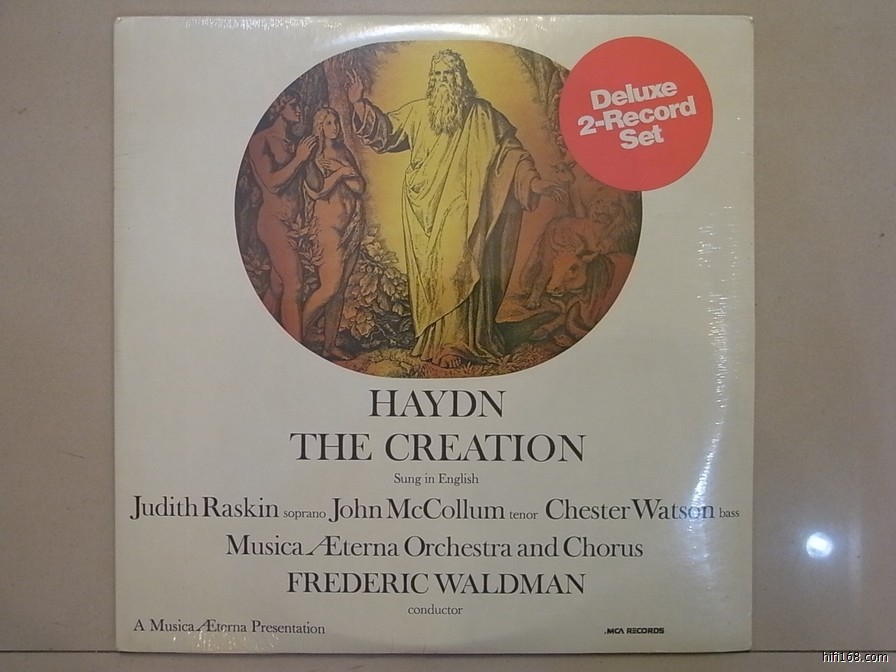 Deluxe
2-Record
Set
HAYDN
THE CREATION
Sung in English
Judith Raskin soprano John McCollum tenor Chester Watson bass
Musica Æterna Orchestra and Chorus
FREDERIC WALDMAN
conductor
A Musica Æterna Presentation
.MCA RECORDS
hifi168.com